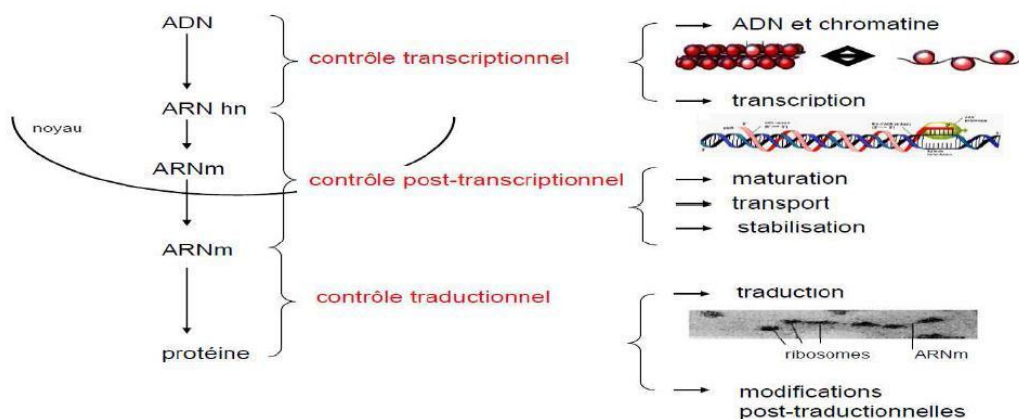 ADN
ADN et chromatine
contrôle transcriptionnel
ARN hn
transcription
noyau
ARNm
contrôle post-transcriptionnel
maturation
transport
stabilisation
ARNm
contrôle traductionnel
traduction
protéine
ribosomes
ARNm
modifications
post-traductionnelles